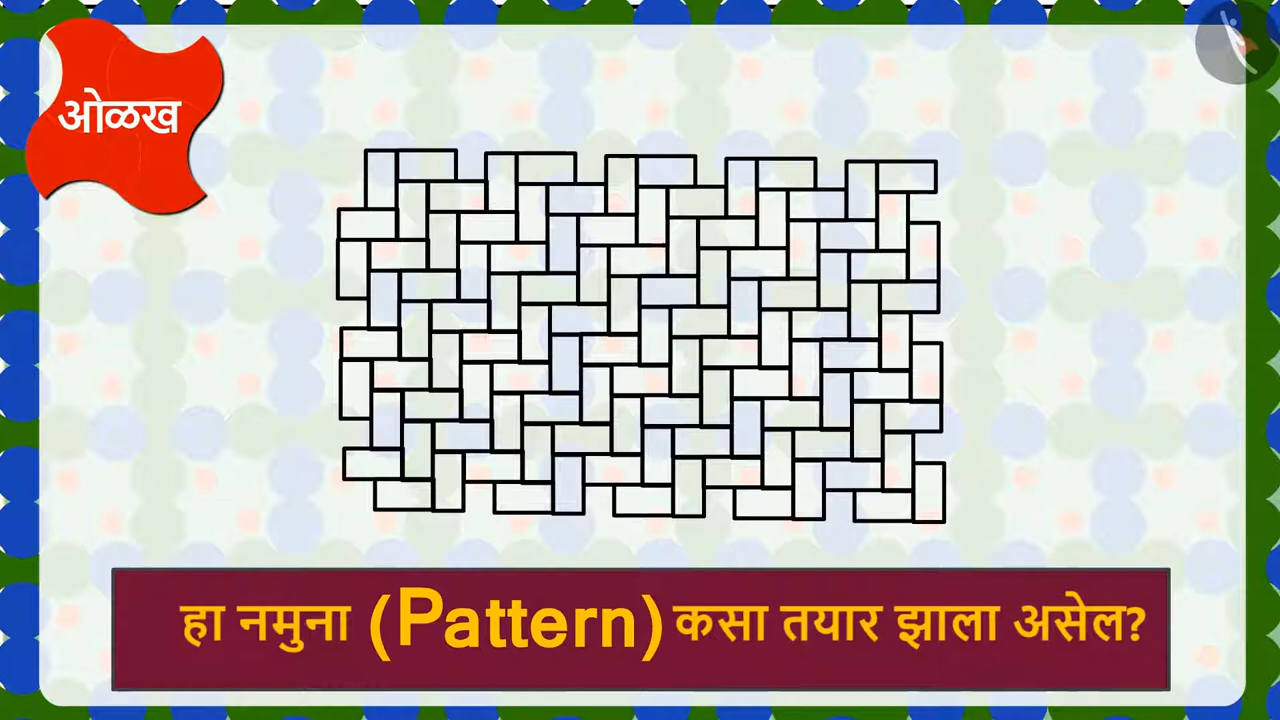 ओळख
हा नमुना (Pattern) कसा तयार झाला असेल?